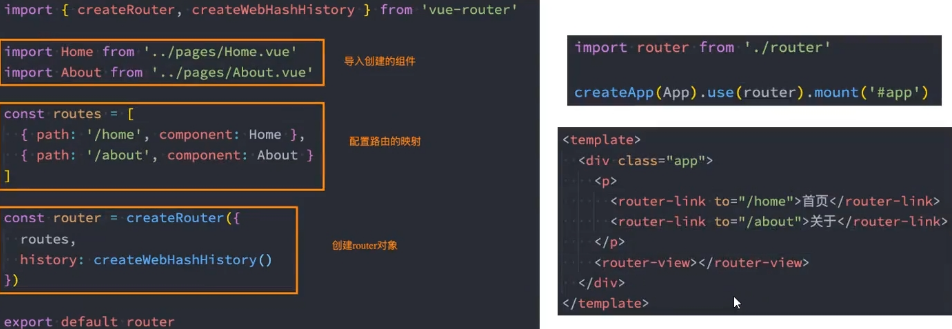 import { createRouter, createWebHashHistory } from 'vue-router'
import Home from '../pages/Home.vue'
import About from '../pages/About.vue'
导入创建的组件
const routes = [
{ path: '/home', component: Home },
{ path: '/about', component: About }
]
配置路由的映射
const router = createRouter({
routes,
history: createWebHashHistory()
})
创建router对象
export default router
import router from './router'
createApp(App).use(router).mount('#app')
<template>
<div class="app">
<p>
<router-link to="/home">首页</router-link>
<router-link to="/about">关于</router-link>
</p>
<router-view></router-view>
</div>
</template>